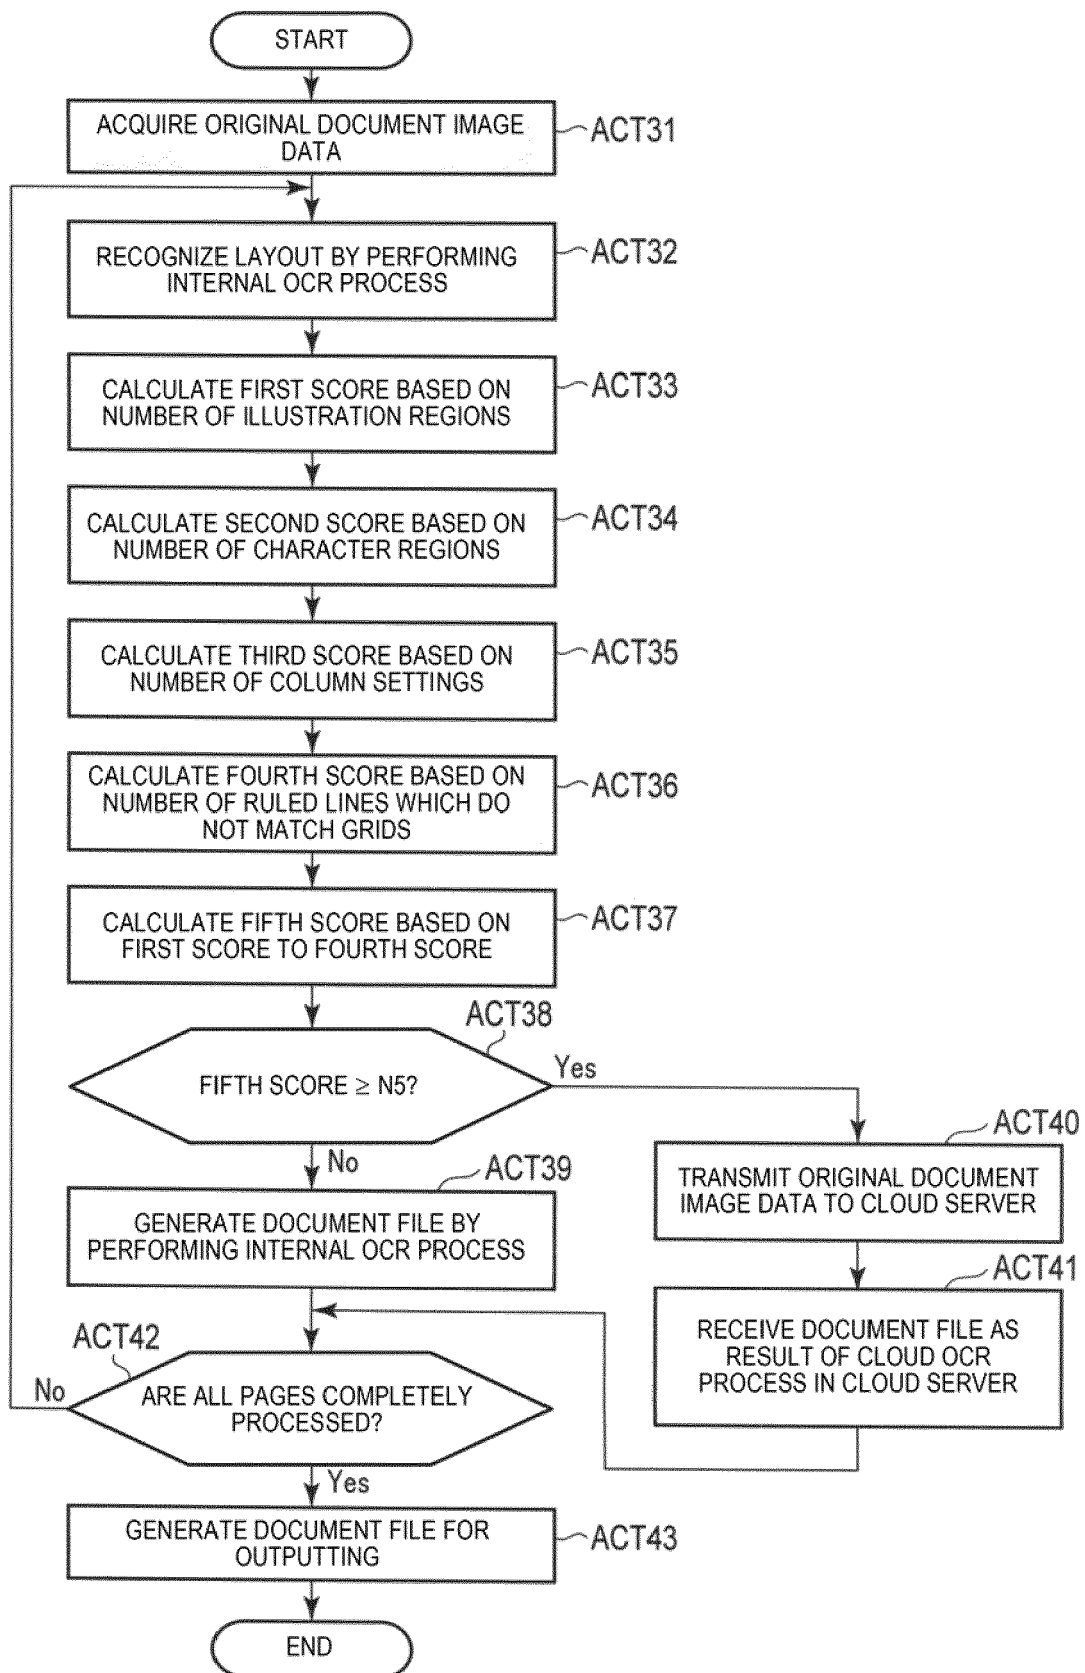 START
ACQUIRE ORIGINAL DOCUMENT IMAGE
DATA
ACT31
RECOGNIZE LAYOUT BY PERFORMING
INTERNAL OCR PROCESS
ACT32
CALCULATE FIRST SCORE BASED ON
NUMBER OF ILLUSTRATION REGIONS
ACT33
CALCULATE SECOND SCORE BASED ON
NUMBER OF CHARACTER REGIONS
ACT34
CALCULATE THIRD SCORE BASED ON
NUMBER OF COLUMN SETTINGS
ACT35
CALCULATE FOURTH SCORE BASED ON
NUMBER OF RULED LINES WHICH DO
NOT MATCH GRIDS
ACT36
CALCULATE FIFTH SCORE BASED ON
FIRST SCORE TO FOURTH SCORE
ACT37
ACT38
FIFTH SCORE ≥ N5?
Yes
No
ACT39
GENERATE DOCUMENT FILE BY
PERFORMING INTERNAL OCR PROCESS
ACT40
TRANSMIT ORIGINAL DOCUMENT
IMAGE DATA TO CLOUD SERVER
ACT41
RECEIVE DOCUMENT FILE AS
RESULT OF CLOUD OCR
PROCESS IN CLOUD SERVER
ACT42
No
ARE ALL PAGES COMPLETELY
PROCESSED?
Yes
GENERATE DOCUMENT FILE FOR
OUTPUTTING
ACT43
END